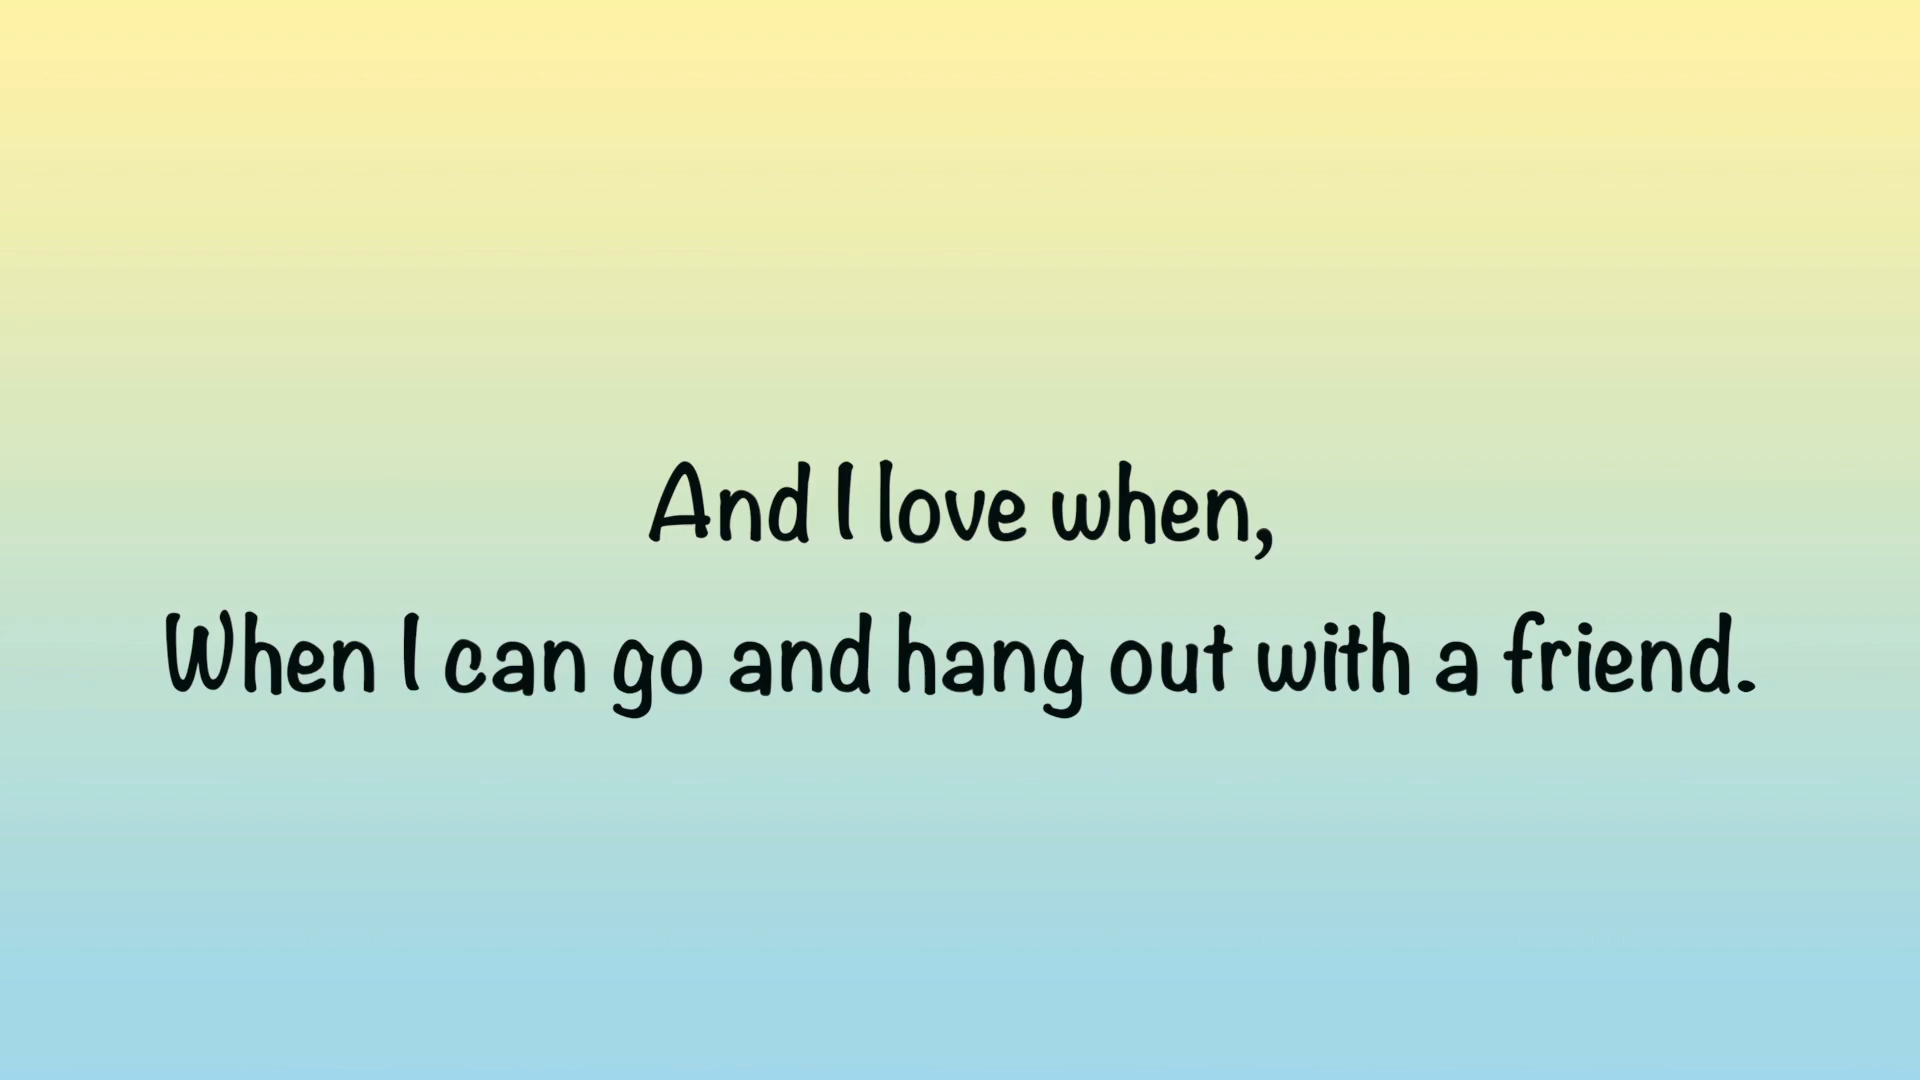 And I love when,
When I can go and hang out with a friend.